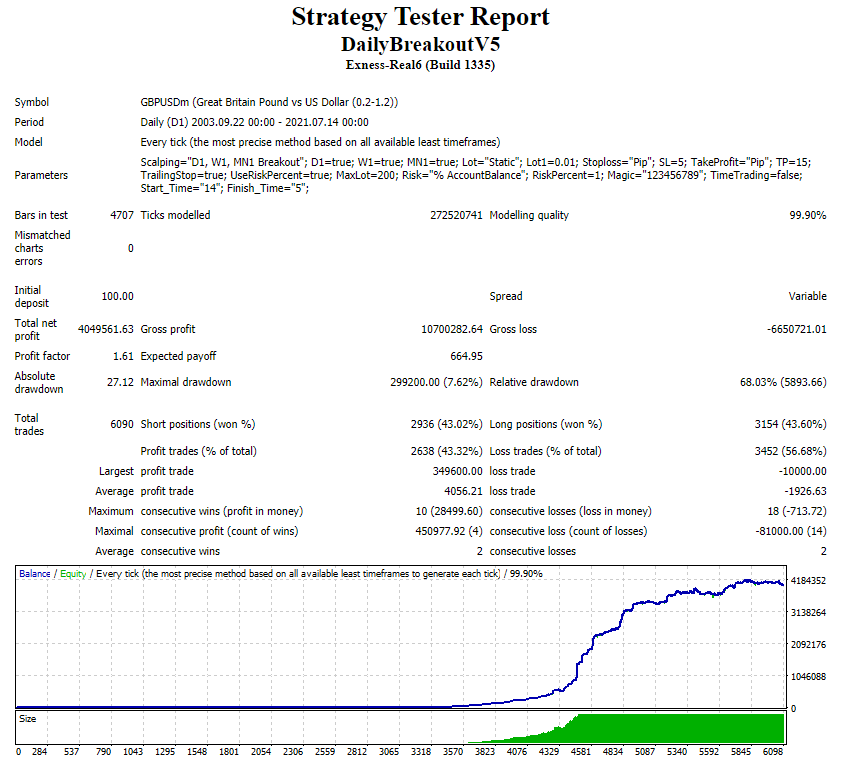 Strategy Tester Report
DailyBreakoutV5
Exness-Real6 (Build 1335)
Symbol GBPUSDm (Great Britain Pound vs US Dollar (0.2-1.2))
Period Daily (D1) 2003.09.22 00:00 - 2021.07.14 00:00
Model Every tick (the most precise method based on all available least timeframes)
Parameters Scalping="D1, W1, MN1 Breakout"; D1=true; W1=true; MN1=true; Lot="Static"; Lot1=0.01; Stoploss="Pip"; SL=5; TakeProfit="Pip"; TP=15;
TrailingStop=true; UseRiskPercent=true; MaxLot=200; Risk="% AccountBalance"; RiskPercent=1; Magic="123456789"; TimeTrading=false;
Start_Time="14"; Finish_Time="5";
Bars in test 4707 Ticks modelled 272520741 Modelling quality 99.90%
Mismatched
charts
errors 0
Initial
deposit 100.00 Spread Variable
Total net
profit 4049561.63 Gross profit 10700282.64 Gross loss -6650721.01
Profit factor 1.61 Expected payoff 664.95
Absolute
drawdown 27.12 Maximal drawdown 299200.00 (7.62%) Relative drawdown 68.03% (5893.66)
Total
trades 6090 Short positions (won %) 2936 (43.02%) Long positions (won %) 3154 (43.60%)
Profit trades (% of total) 2638 (43.32%) Loss trades (% of total) 3452 (56.68%)
Largest profit trade 349600.00 loss trade -10000.00
Average profit trade 4056.21 loss trade -1926.63
Maximum consecutive wins (profit in money) 10 (28499.60) consecutive losses (loss in money) 18 (-713.72)
Maximal consecutive profit (count of wins) 450977.92 (4) consecutive loss (count of losses) -81000.00 (14)
Average consecutive wins 2 consecutive losses 2
Balance / Equity / Every tick (the most precise method based on all available least timeframes to generate each tick) / 99.90%
4184352
3138264
2092176
1046088
0
Size
0 284 537 790 1043 1295 1548 1801 2054 2306 2559 2812 3065 3318 3570 3823 4076 4329 4581 4834 5087 5340 5592 5845 6098